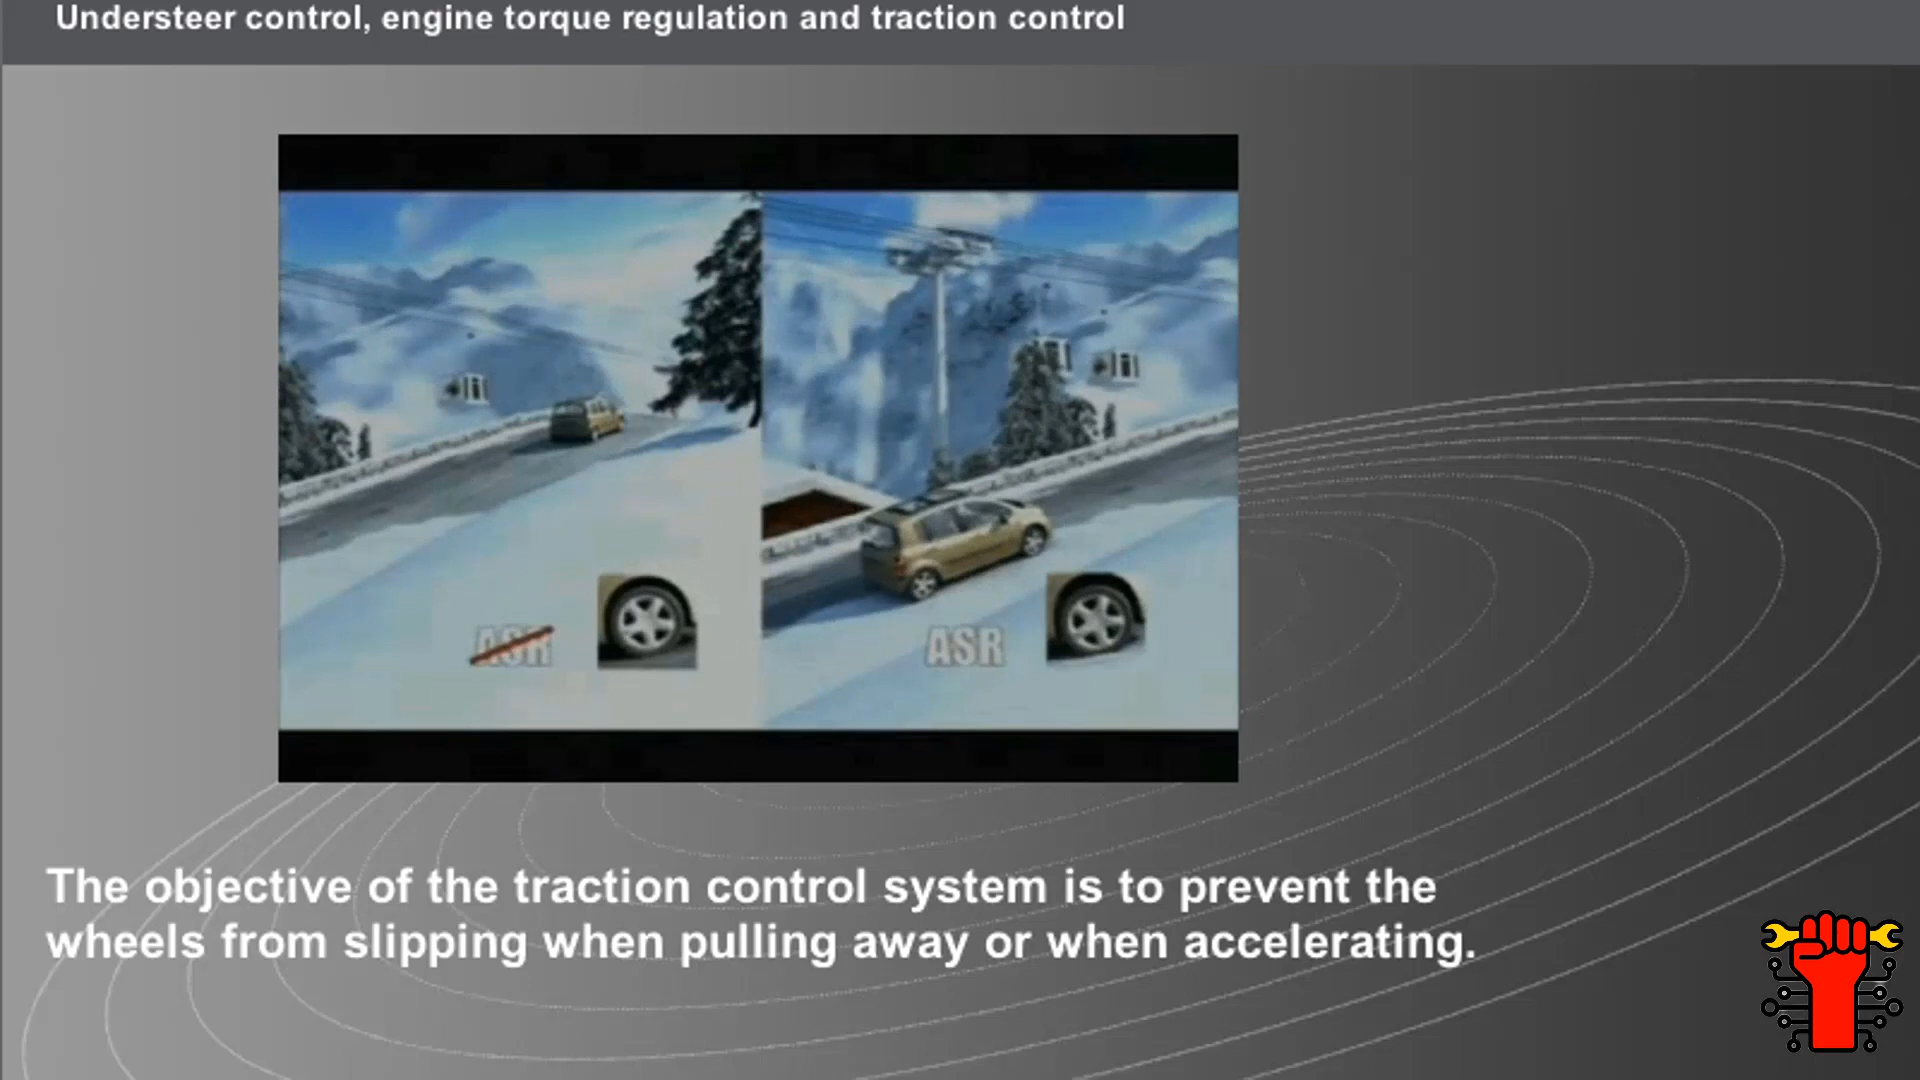 Understeer control, engine torque regulation and traction control
ASR
ASR
The objective of the traction control system is to prevent the
wheels from slipping when pulling away or when accelerating.